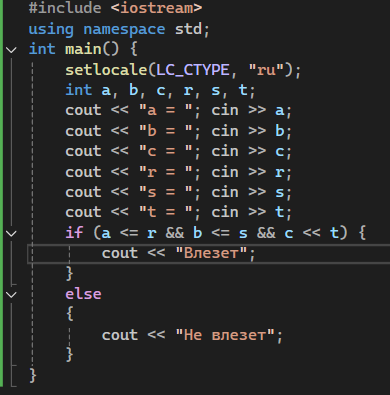 #include <iostream>
using namespace std;
int main() {
setlocale(LC_CTYPE, "ru");
int a, b, c, r, s, t;
cout << "a = "; cin >> a;
cout << "b = "; cin >> b;
cout << "c = "; cin >> c;
cout << "r = "; cin >> r;
cout << "s = "; cin >> s;
cout << "t = "; cin >> t;
if (a <= r && b <= s && c << t) {
cout << "Влезет";
}
else
{
cout << "Не влезет";
}
}